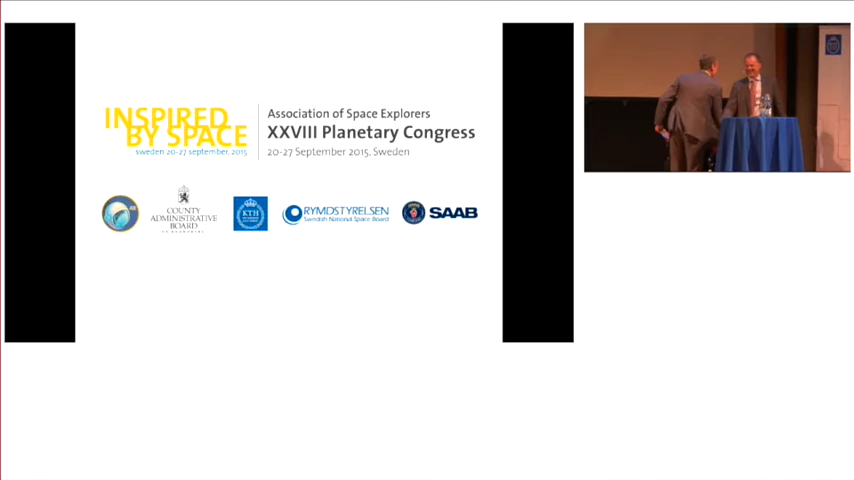 INSPIRED
BY SPACE
sweden 20-27 september, 2015
Association of Space Explorers
XXVIII Planetary Congress
20-27 September 2015, Sweden
COUNTY
ADMINISTRATIVE
BOARD
KTH
RYMDSTYRELSEN
Swedish National Space Board
SAAB